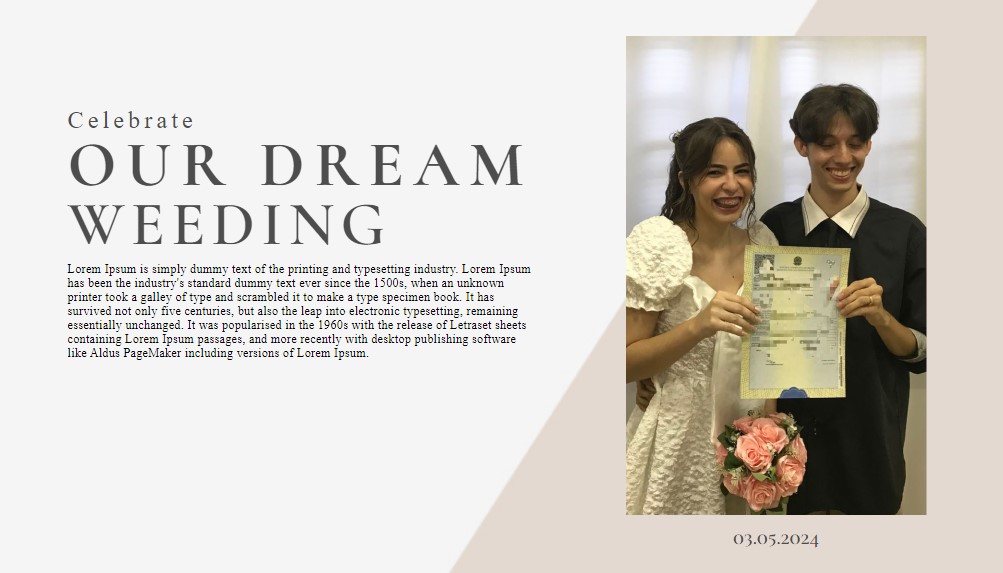 Celebrate
OUR DREAM
WEEDING
Lorem Ipsum is simply dummy text of the printing and typesetting industry. Lorem Ipsum
has been the industry's standard dummy text ever since the 1500s, when an unknown
printer took a galley of type and scrambled it to make a type specimen book. It has
survived not only five centuries, but also the leap into electronic typesetting, remaining
essentially unchanged. It was popularised in the 1960s with the release of Letraset sheets
containing Lorem Ipsum passages, and more recently with desktop publishing software
like Aldus PageMaker including versions of Lorem Ipsum.
03.05.2024